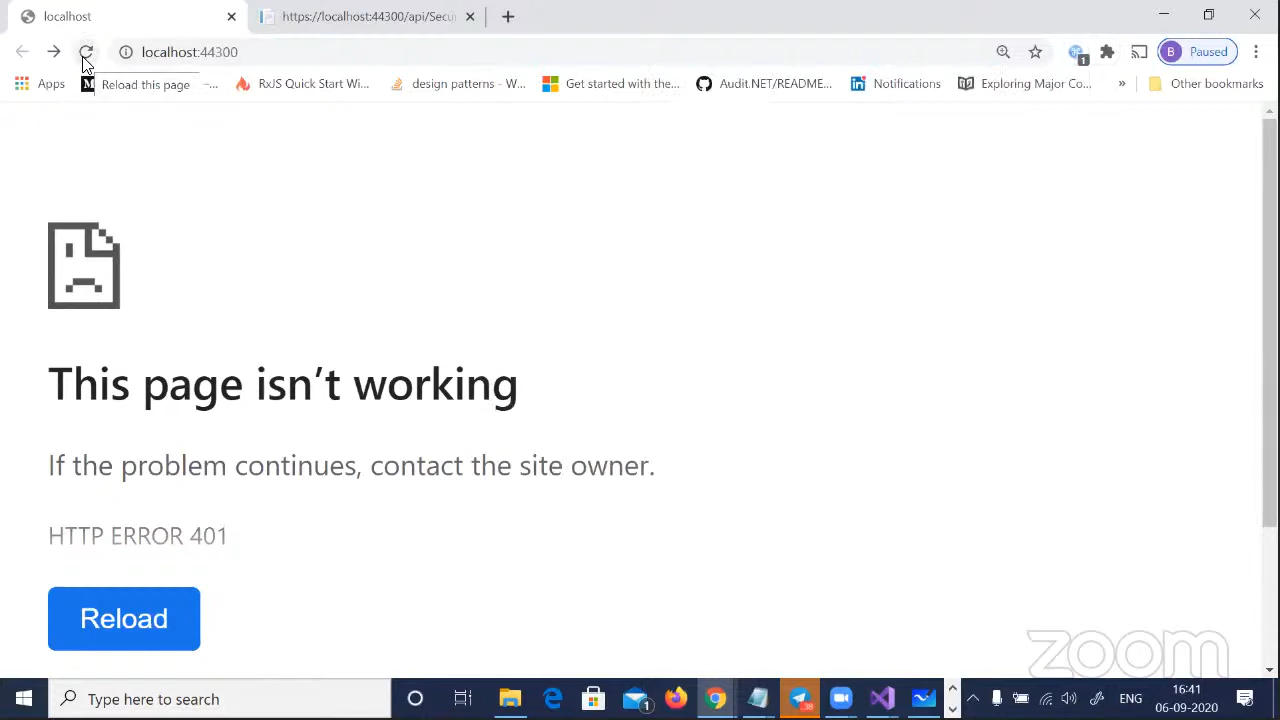 localhost
https://localhost:44300/api/Secu
localhost:44300
B Paused
Apps
M
Reload this page
-...
RxJS Quick Start Wi...
design patterns - W...
Get started with the...
Audit.NET/README...
Notifications
Exploring Major Co...
»
Other bookmarks
This page isn’t working
If the problem continues, contact the site owner.
HTTP ERROR 401
Reload
zoom
Type here to search
ENG
16:41
06-09-2020